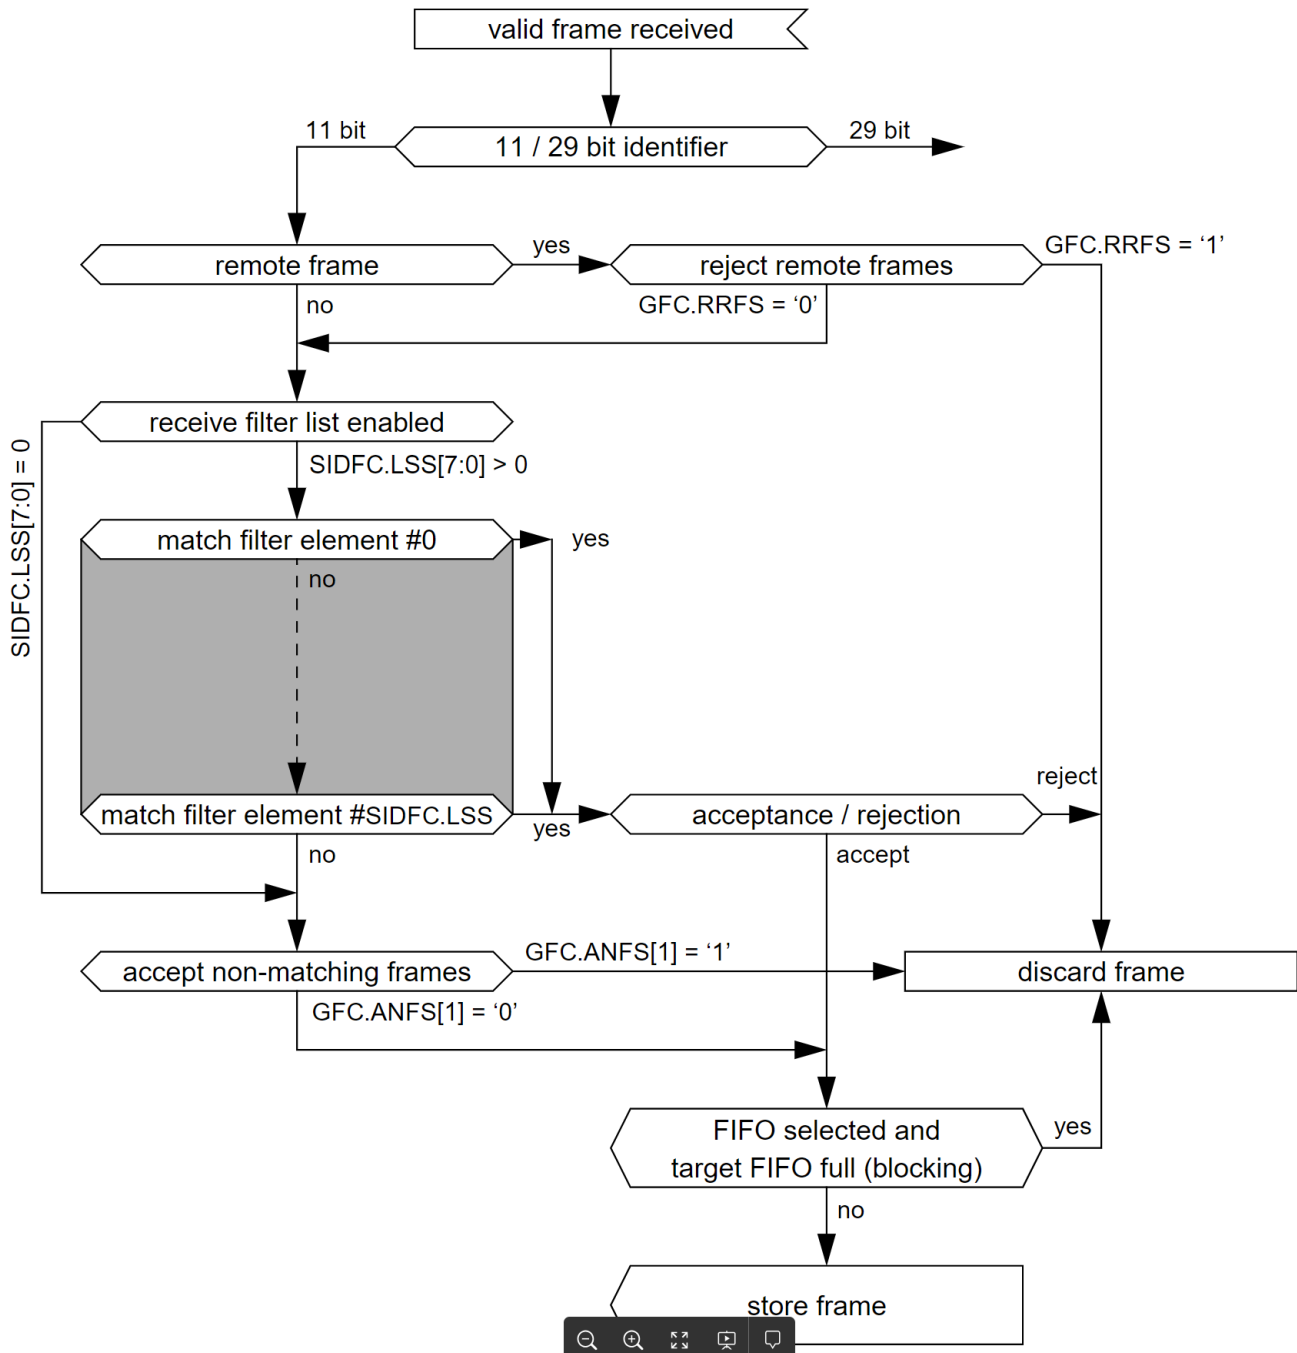 valid frame received
11 bit
11 / 29 bit identifier
29 bit
remote frame
yes
reject remote frames
GFC.RRFS = ‘1’
no
GFC.RRFS = ‘0’
receive filter list enabled
SIDFC.LSS[7:0] = 0
SIDFC.LSS[7:0] > 0
match filter element #0
yes
no
match filter element #SIDFC.LSS
yes
acceptance / rejection
reject
no
accept
accept non-matching frames
GFC.ANFS[1] = ‘1’
discard frame
GFC.ANFS[1] = ‘0’
FIFO selected and
target FIFO full (blocking)
yes
no
store frame